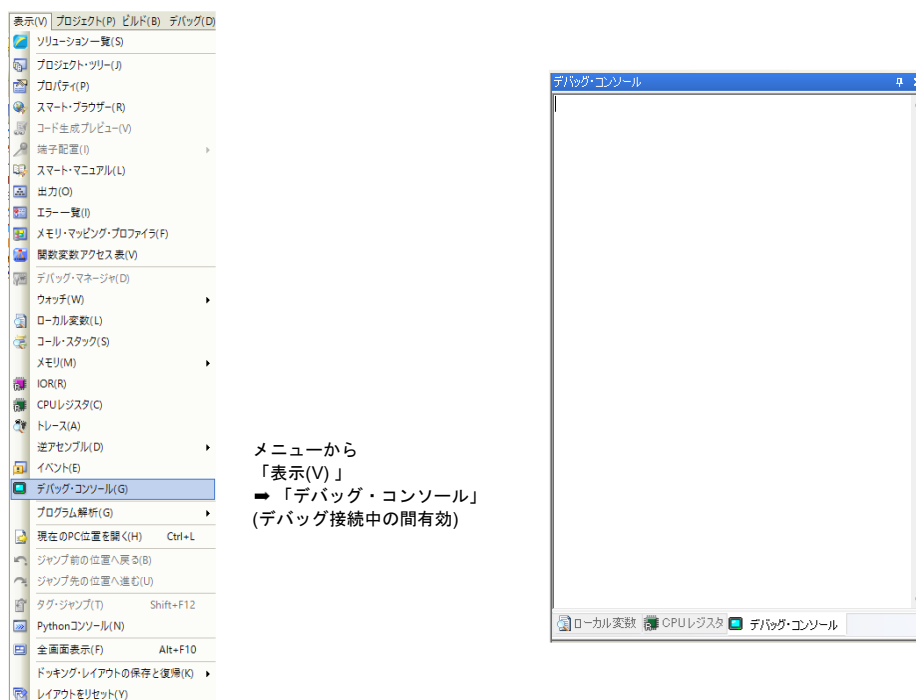 表示(V) プロジェクト(P) ビルド(B) デバッグ(D)
ソリューション一覧(S)
プロジェクト・ツリー(J)
プロパティ(P)
スマート・ブラウザー(R)
コード生成プレビュー(V)
端子配置(I)
スマート・マニュアル(L)
出力(O)
エラー一覧(I)
メモリ・マッピング・プロファイラ(F)
関数変数アクセス表(V)
デバッグ・マネージャ(D)
ウォッチ(W)
ローカル変数(L)
コール・スタック(S)
メモリ(M)
IOR(R)
CPUレジスタ(C)
トレース(A)
逆アセンブル(D)
イベント(E)
デバッグ・コンソール(G)
プログラム解析(G)
現在のPC位置を開く(H) Ctrl+L
ジャンプ前の位置へ戻る(B)
ジャンプ先の位置へ進む(U)
タグ・ジャンプ(T) Shift+F12
Pythonコンソール(N)
全画面表示(F) Alt+F10
ドッキング・レイアウトの保存と復帰(K)
レイアウトをリセット(Y)
メニューから
「表示(V) 」
➡ 「デバッグ・コンソール」
(デバッグ接続中の間有効)
デバッグ・コンソール
ローカル変数 CPUレジスタ デバッグ・コンソール